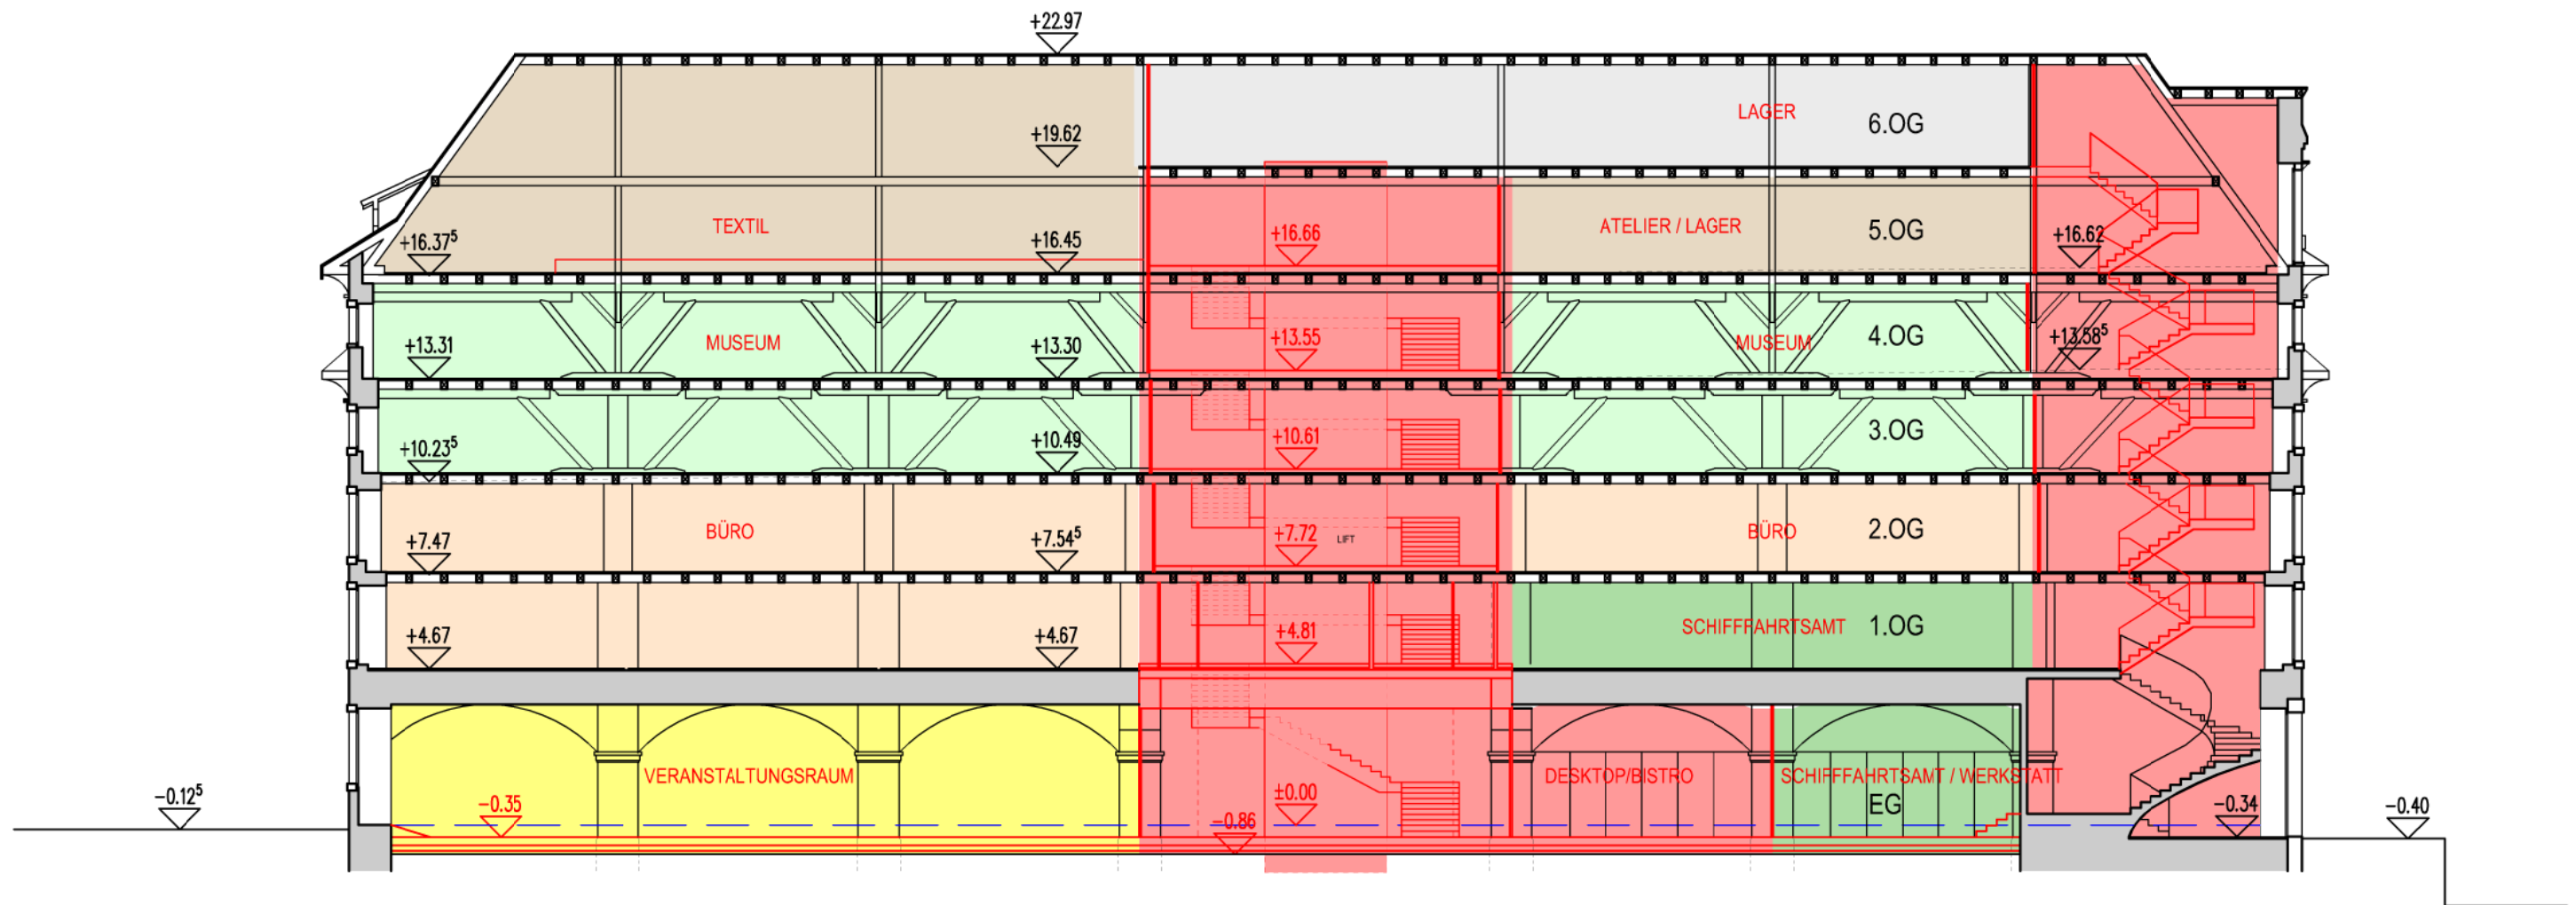 +22.97
LAGER
6.OG
+19.62
TEXTIL
ATELIER / LAGER
5.OG
+16.37⁵
+16.45
+16.66
+16.62
MUSEUM
MUSEUM
4.OG
+13.31
+13.30
+13.55
+13.58⁵
3.OG
+10.23⁵
+10.49
+10.61
BÜRO
BÜRO
2.OG
+7.47
+7.54⁵
+7.72
LIFT
SCHIFFFAHRTSAMT
1.OG
+4.67
+4.67
+4.81
VERANSTALTUNGSRAUM
DESKTOP/BISTRO
SCHIFFFAHRTSAMT / WERKSTATT
EG
-0.12⁵
-0.35
±0.00
-0.86
-0.34
-0.40